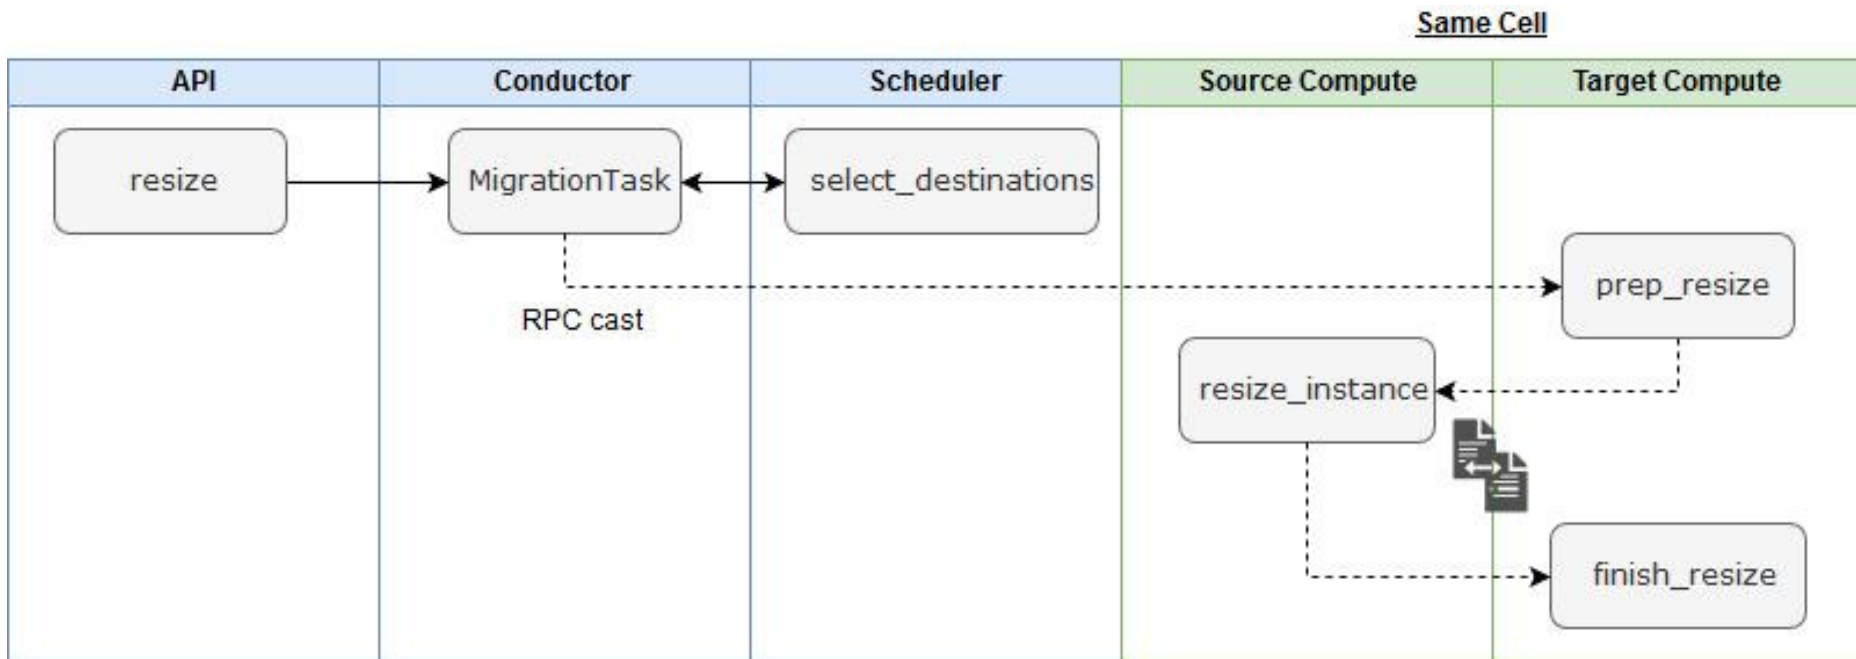 Same Cell
API
Conductor
Scheduler
Source Compute
Target Compute
resize
MigrationTask
select_destinations
prep_resize
RPC cast
resize_instance
finish_resize